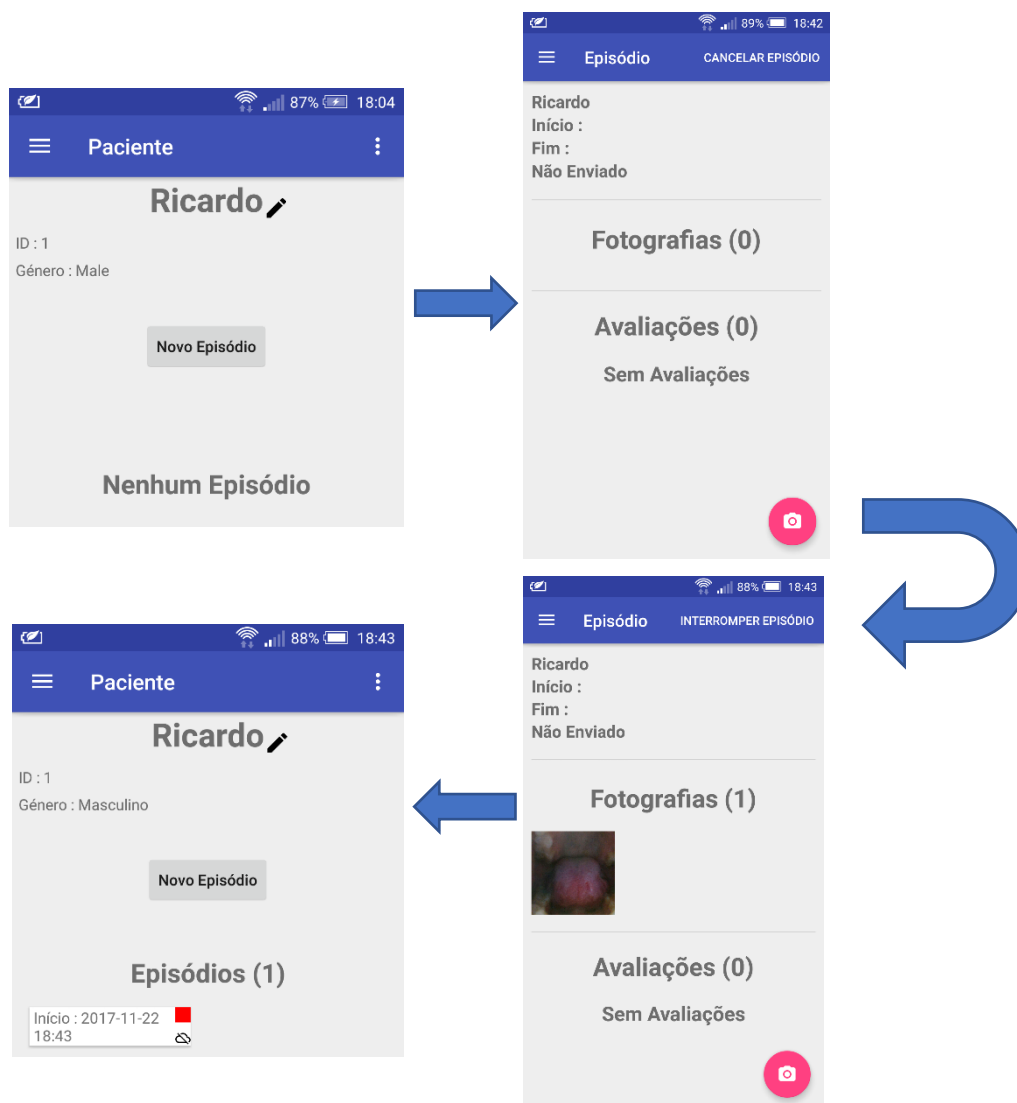 87% 18:04
Paciente
Ricardo
ID : 1
Género : Male
Novo Episódio
Nenhum Episódio
89% 18:42
Episódio CANCELAR EPISÓDIO
Ricardo
Início :
Fim :
Não Enviado
Fotografias (0)
Avaliações (0)
Sem Avaliações
88% 18:43
Episódio INTERROMPER EPISÓDIO
Ricardo
Início :
Fim :
Não Enviado
Fotografias (1)
Avaliações (0)
Sem Avaliações
88% 18:43
Paciente
Ricardo
ID : 1
Género : Masculino
Novo Episódio
Episódios (1)
Início : 2017-11-22
18:43